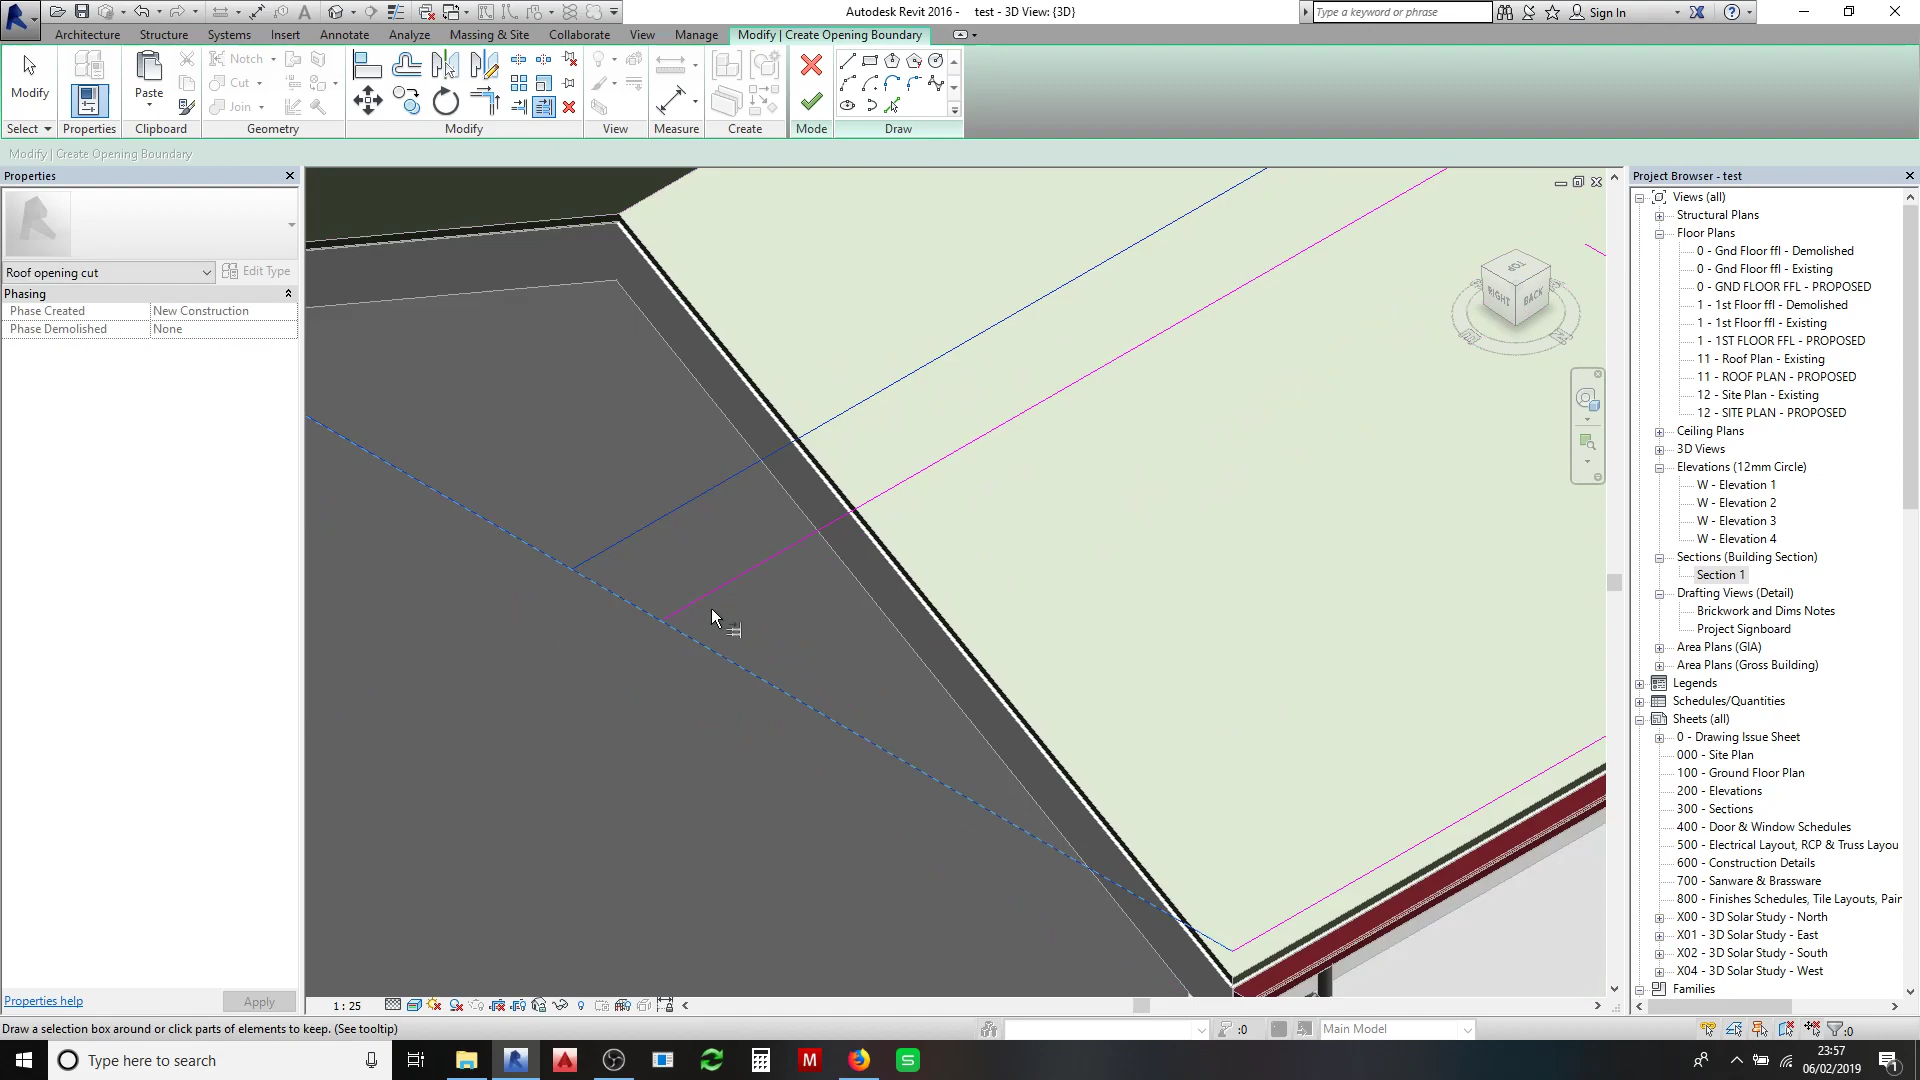 Autodesk Revit 2016 -     test - 3D View: {3D}
Type a keyword or phrase
Sign In
Architecture
Structure
Systems
Insert
Annotate
Analyze
Massing & Site
Collaborate
View
Manage
Modify | Create Opening Boundary
Modify
Paste
Notch
Cut
Join
Select
Properties
Clipboard
Geometry
Modify
View
Measure
Create
Mode
Draw
Modify | Create Opening Boundary
Properties
Roof opening cut
Edit Type
Phasing
Phase Created New Construction
Phase Demolished None
Properties help
Apply
TOP
RIGHT
BACK
Project Browser - test
Views (all)
Structural Plans
Floor Plans
0 - Gnd Floor ffl - Demolished
0 - Gnd Floor ffl - Existing
0 - GND FLOOR FFL - PROPOSED
1 - 1st Floor ffl - Demolished
1 - 1st Floor ffl - Existing
1 - 1ST FLOOR FFL - PROPOSED
11 - Roof Plan - Existing
11 - ROOF PLAN - PROPOSED
12 - Site Plan - Existing
12 - SITE PLAN - PROPOSED
Ceiling Plans
3D Views
Elevations (12mm Circle)
W - Elevation 1
W - Elevation 2
W - Elevation 3
W - Elevation 4
Sections (Building Section)
Section 1
Drafting Views (Detail)
Brickwork and Dims Notes
Project Signboard
Area Plans (GIA)
Area Plans (Gross Building)
Legends
Schedules/Quantities
Sheets (all)
0 - Drawing Issue Sheet
000 - Site Plan
100 - Ground Floor Plan
200 - Elevations
300 - Sections
400 - Door & Window Schedules
500 - Electrical Layout, RCP & Truss Layou
600 - Construction Details
700 - Sanware & Brassware
800 - Finishes Schedules, Tile Layouts, Pair
X00 - 3D Solar Study - North
X01 - 3D Solar Study - East
X02 - 3D Solar Study - South
X04 - 3D Solar Study - West
Families
1 : 25
Draw a selection box around or click parts of elements to keep. (See tooltip)
:0
Main Model
:0
Type here to search
23:57
06/02/2019
1